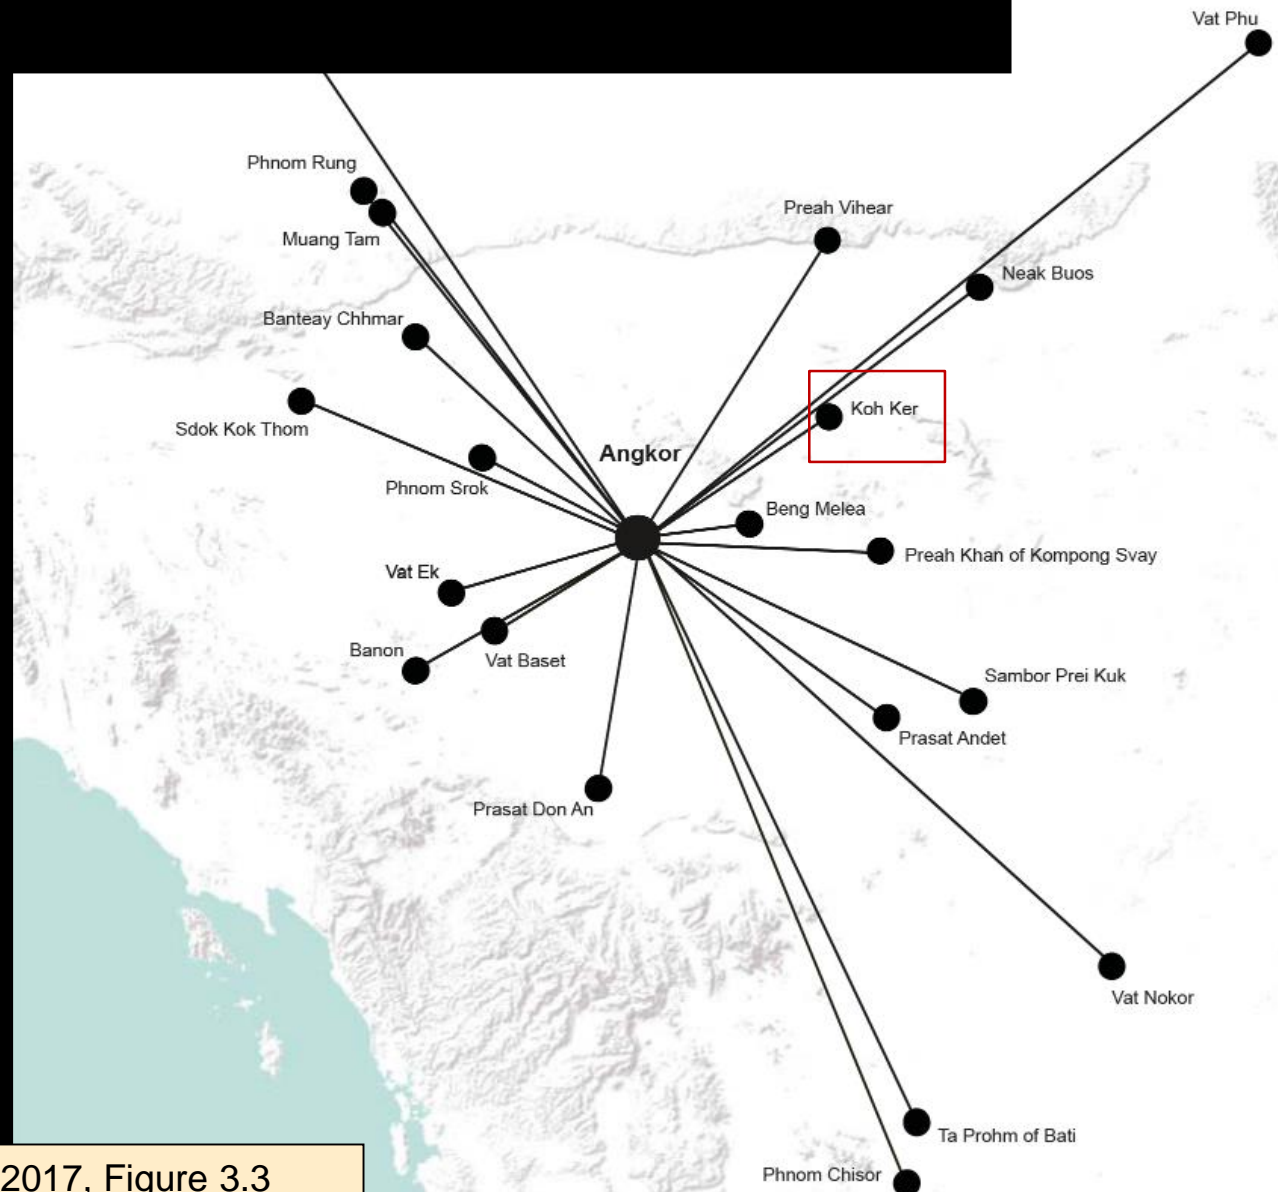 Vat Phu
Phnom Rung
Preah Vihear
Muang Tam
Neak Buos
Banteay Chhmar
Koh Ker
Sdok Kok Thom
Angkor
Phnom Srok
Beng Melea
Preah Khan of Kompong Svay
Vat Ek
Banon
Vat Baset
Sambor Prei Kuk
Prasat Andet
Prasat Don An
Vat Nokor
Ta Prohm of Bati
Phnom Chisor
2017, Figure 3.3